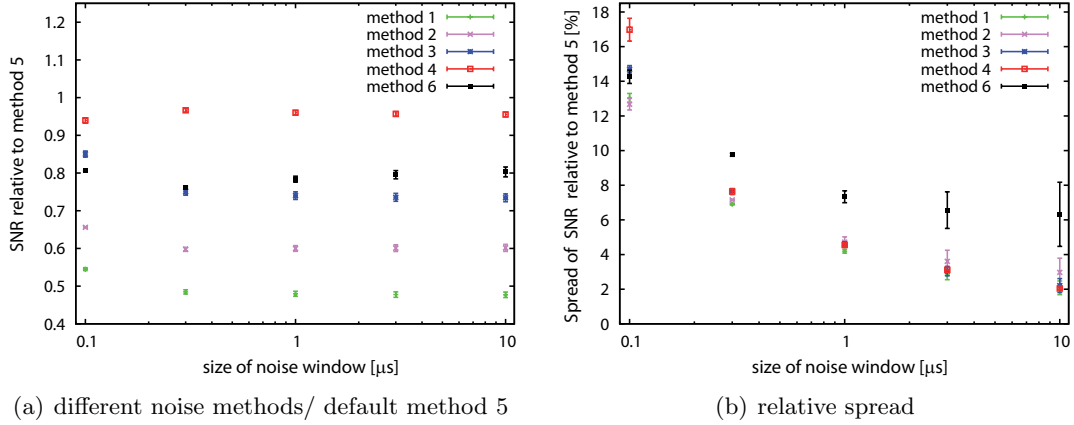 1.2
1.1
1
0.9
0.8
0.7
0.6
0.5
0.4
SNR relative to method 5
method 1
method 2
method 3
method 4
method 6
0.1 1 10
size of noise window [μs]
(a) different noise methods/ default method 5
18
16
14
12
10
8
6
4
2
0
Spread of SNR relative to method 5 [%]
method 1
method 2
method 3
method 4
method 6
0.1 1 10
size of noise window [μs]
(b) relative spread